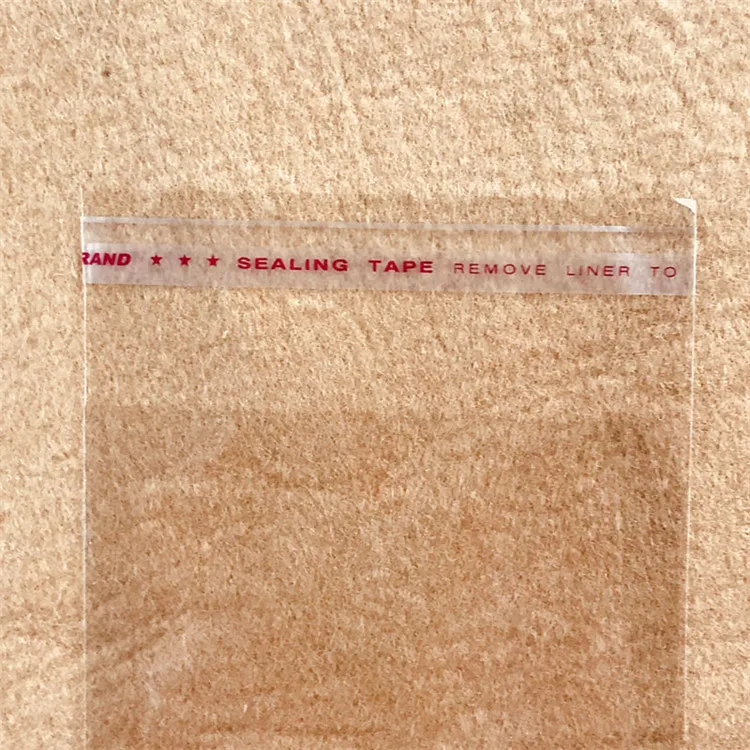 RAND ★ ★ ★ SEALING TAPE REMOVE LINER TO